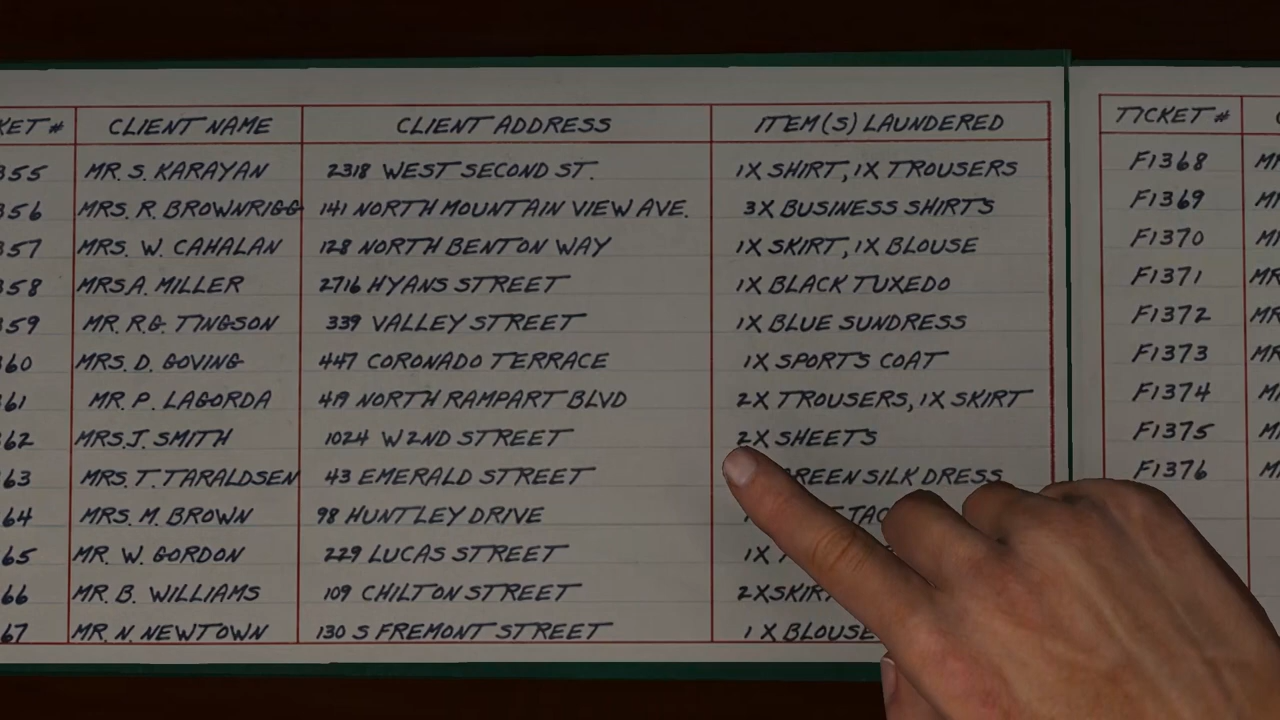 KET # CLIENT NAME CLIENT ADDRESS ITEM(S) LAUNDERED
355 MR. S. KARAYAN 2318 WEST SECOND ST. 1X SHIRT, 1X TROUSERS
356 MRS. R. BROWNRIGG 141 NORTH MOUNTAIN VIEW AVE. 3X BUSINESS SHIRTS
357 MRS. W. CAHALAN 128 NORTH BENTON WAY 1X SKIRT, 1X BLOUSE
358 MRS A. MILLER 2716 HYANS STREET 1X BLACK TUXEDO
359 MR. R.G. TINGSON 339 VALLEY STREET 1X BLUE SUNDRESS
360 MRS. D. GOVING 447 CORONADO TERRACE 1X SPORTS COAT
361 MR. P. LAGORDA 419 NORTH RAMPART BLVD 2X TROUSERS, 1X SKIRT
362 MRS. J. SMITH 1024 W 2ND STREET 2X SHEETS
63 MRS. T. TARALDSEN 43 EMERALD STREET GREEN SILK DRESS
64 MRS. M. BROWN 98 HUNTLEY DRIVE
65 MR. W. GORDON 229 LUCAS STREET 1X
66 MR. B. WILLIAMS 109 CHILTON STREET 2X SKIR
67 MR. N. NEWTOWN 130 S FREMONT STREET 1 X BLOUSE
TICKET #
F1368
F1369
F1370
F1371
F1372
F1373
F1374
F1375
F1376